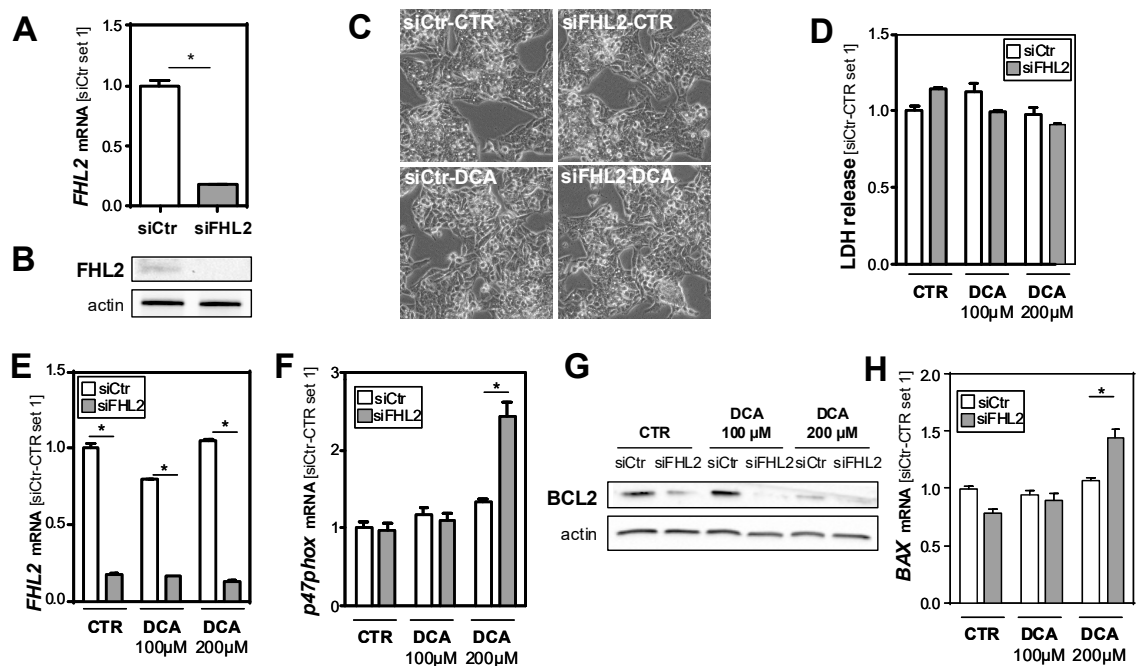 A
FHL2 mRNA [siCtr set 1]
1.5
1.0
0.5
0.0
*
siCtr siFHL2
B
FHL2
actin
C
siCtr-CTR
siFHL2-CTR
siCtr-DCA
siFHL2-DCA
D
LDH release [siCtr-CTR set 1]
1.5
1.0
0.5
0.0
siCtr
siFHL2
CTR DCA DCA
100µM 200µM
E
FHL2 mRNA [siCtr-CTR set 1]
1.5
1.0
0.5
0.0
siCtr
siFHL2
* * *
CTR DCA DCA
100µM 200µM
F
p47phox mRNA [siCtr-CTR set 1]
3
2
1
0
siCtr
siFHL2
*
CTR DCA DCA
100µM 200µM
G
CTR DCA DCA
100 µM 200 µM
siCtr siFHL2 siCtr siFHL2 siCtr siFHL2
BCL2
actin
H
BAX mRNA [siCtr-CTR set 1]
2.0
1.5
1.0
0.5
0.0
siCtr
siFHL2
*
CTR DCA DCA
100µM 200µM